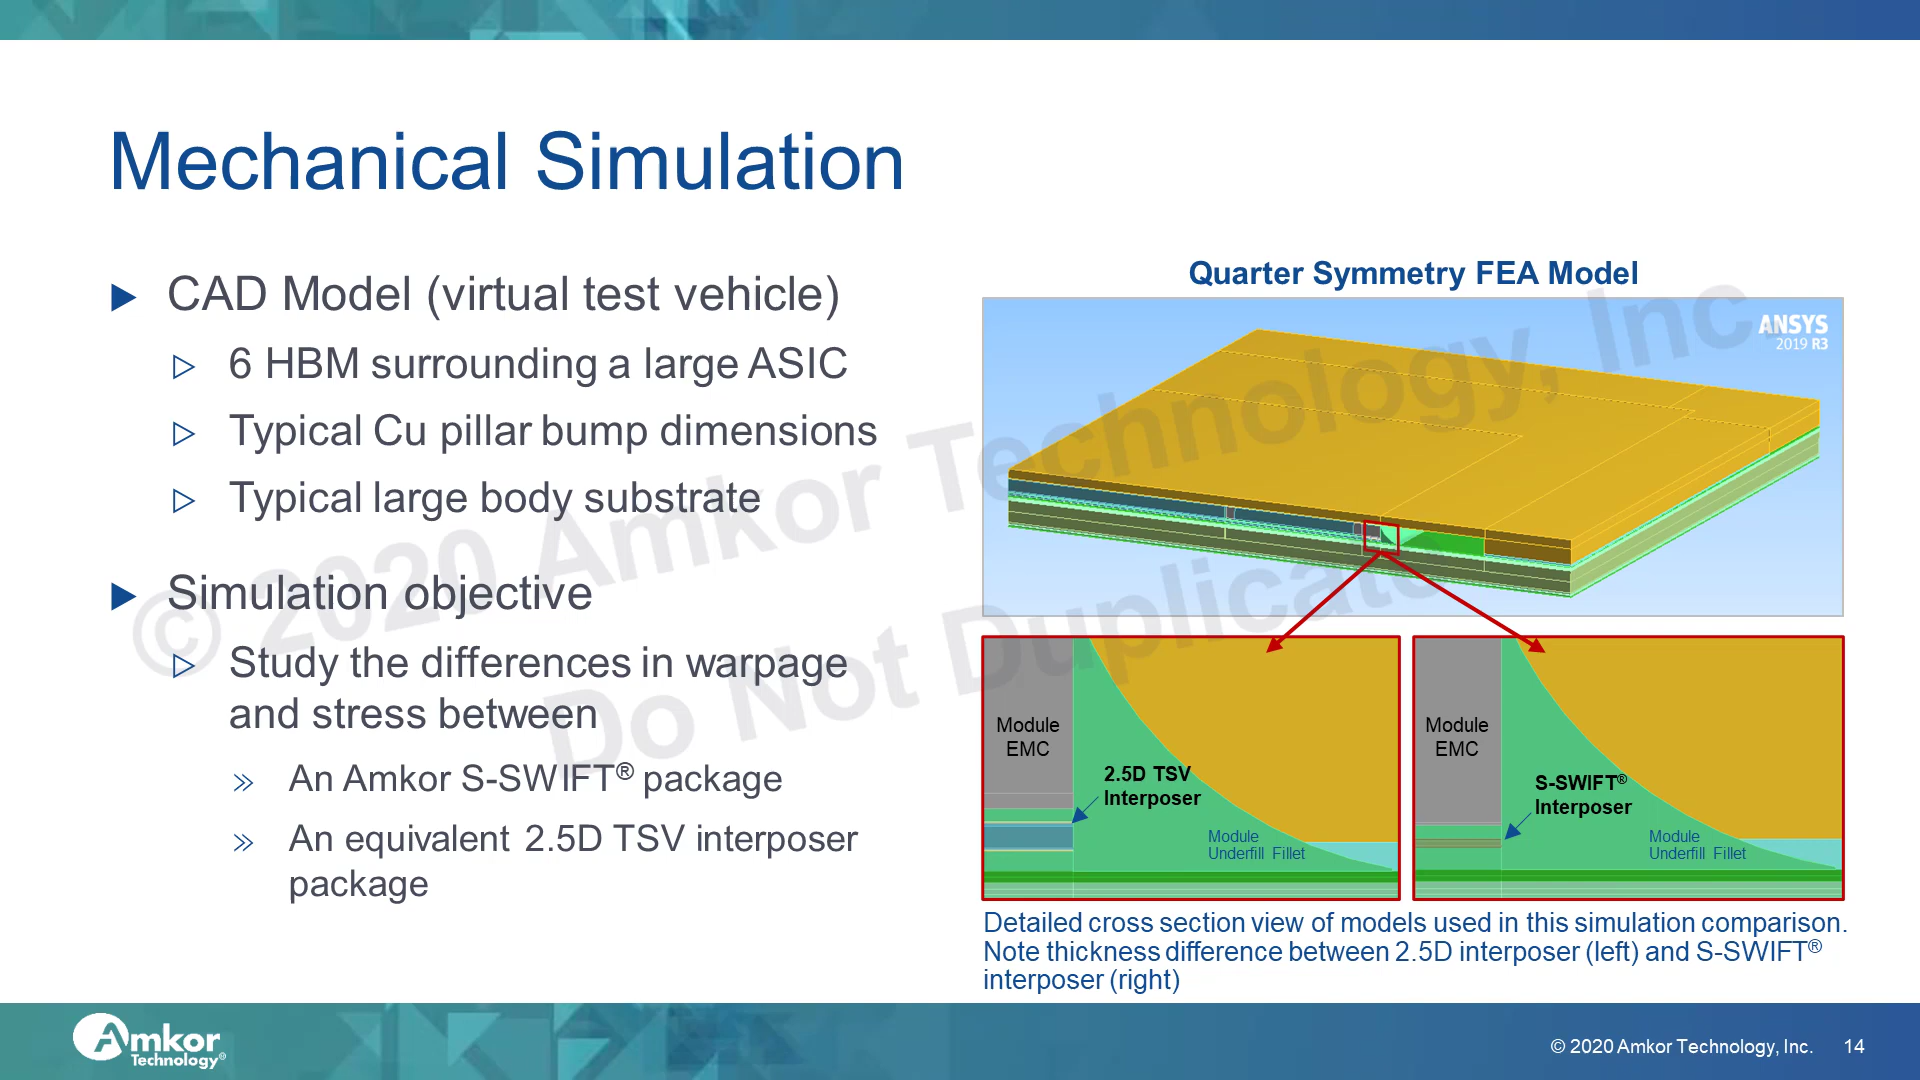 Mechanical Simulation
CAD Model (virtual test vehicle)
6 HBM surrounding a large ASIC
Typical Cu pillar bump dimensions
Typical large body substrate
Simulation objective
Study the differences in warpage
and stress between
An Amkor S-SWIFT® package
An equivalent 2.5D TSV interposer
package
Quarter Symmetry FEA Model
ANSYS
2019 R3
Module
EMC
2.5D TSV
Interposer
Module
Underfill Fillet
Module
EMC
S-SWIFT®
Interposer
Module
Underfill Fillet
Detailed cross section view of models used in this simulation comparison.
Note thickness difference between 2.5D interposer (left) and S-SWIFT®
interposer (right)
© 2020 Amkor Technology, Inc.
Do Not Duplicate
Amkor
Technology®
© 2020 Amkor Technology, Inc.
14